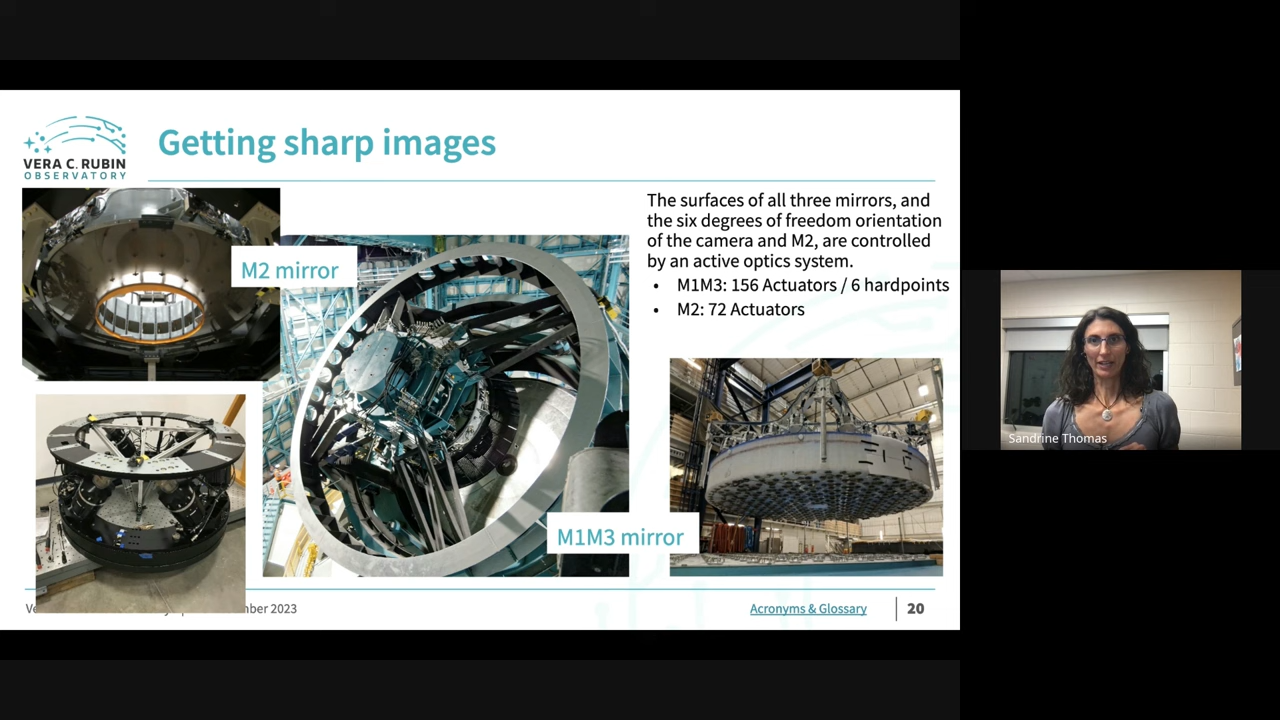 Getting sharp images
VERA C. RUBIN
OBSERVATORY
The surfaces of all three mirrors, and
the six degrees of freedom orientation
of the camera and M2, are controlled
by an active optics system.
• M1M3: 156 Actuators / 6 hardpoints
• M2: 72 Actuators
M2 mirror
M1M3 mirror
2023
Acronyms & Glossary
20
Sandrine Thomas